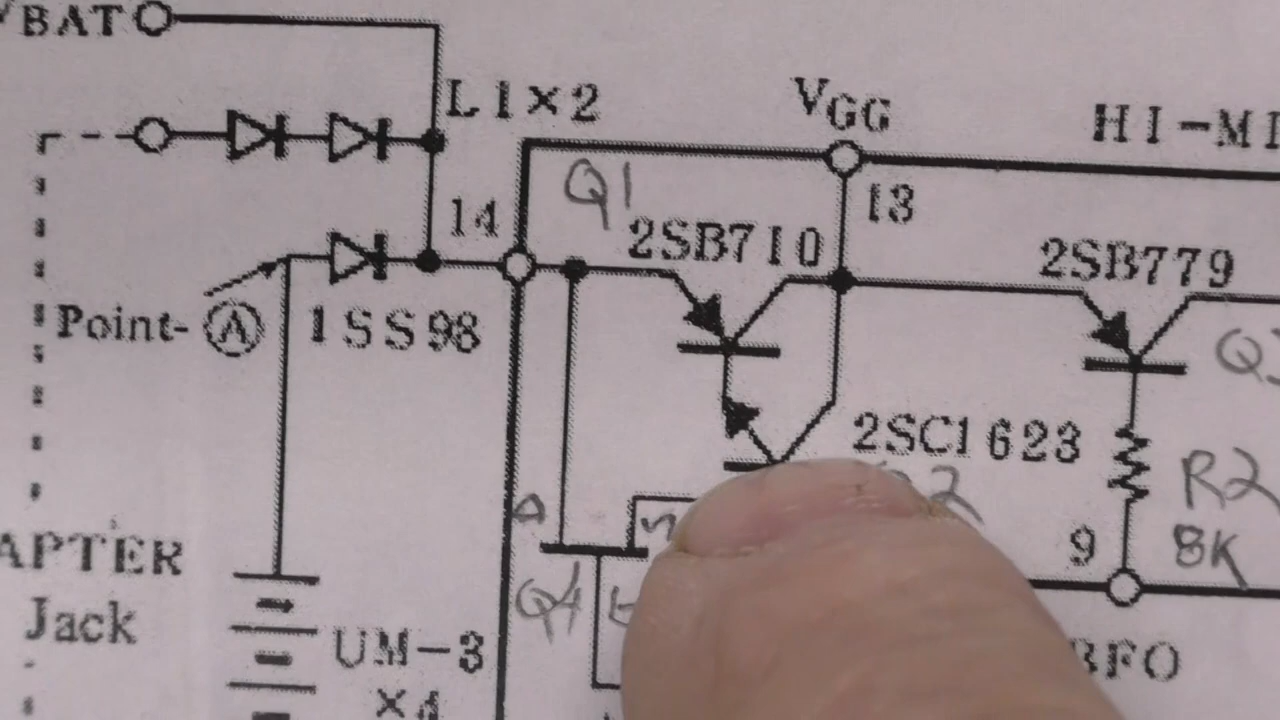 VBAT
L1×2
VGG
HI-MI
Q1
14
13
2SB710
2SB779
Point-Ⓐ
1SS98
Q3
2SC1623
R2
D
S
9
8K
APTER
Q4
Jack
UM-3
BFO
×4